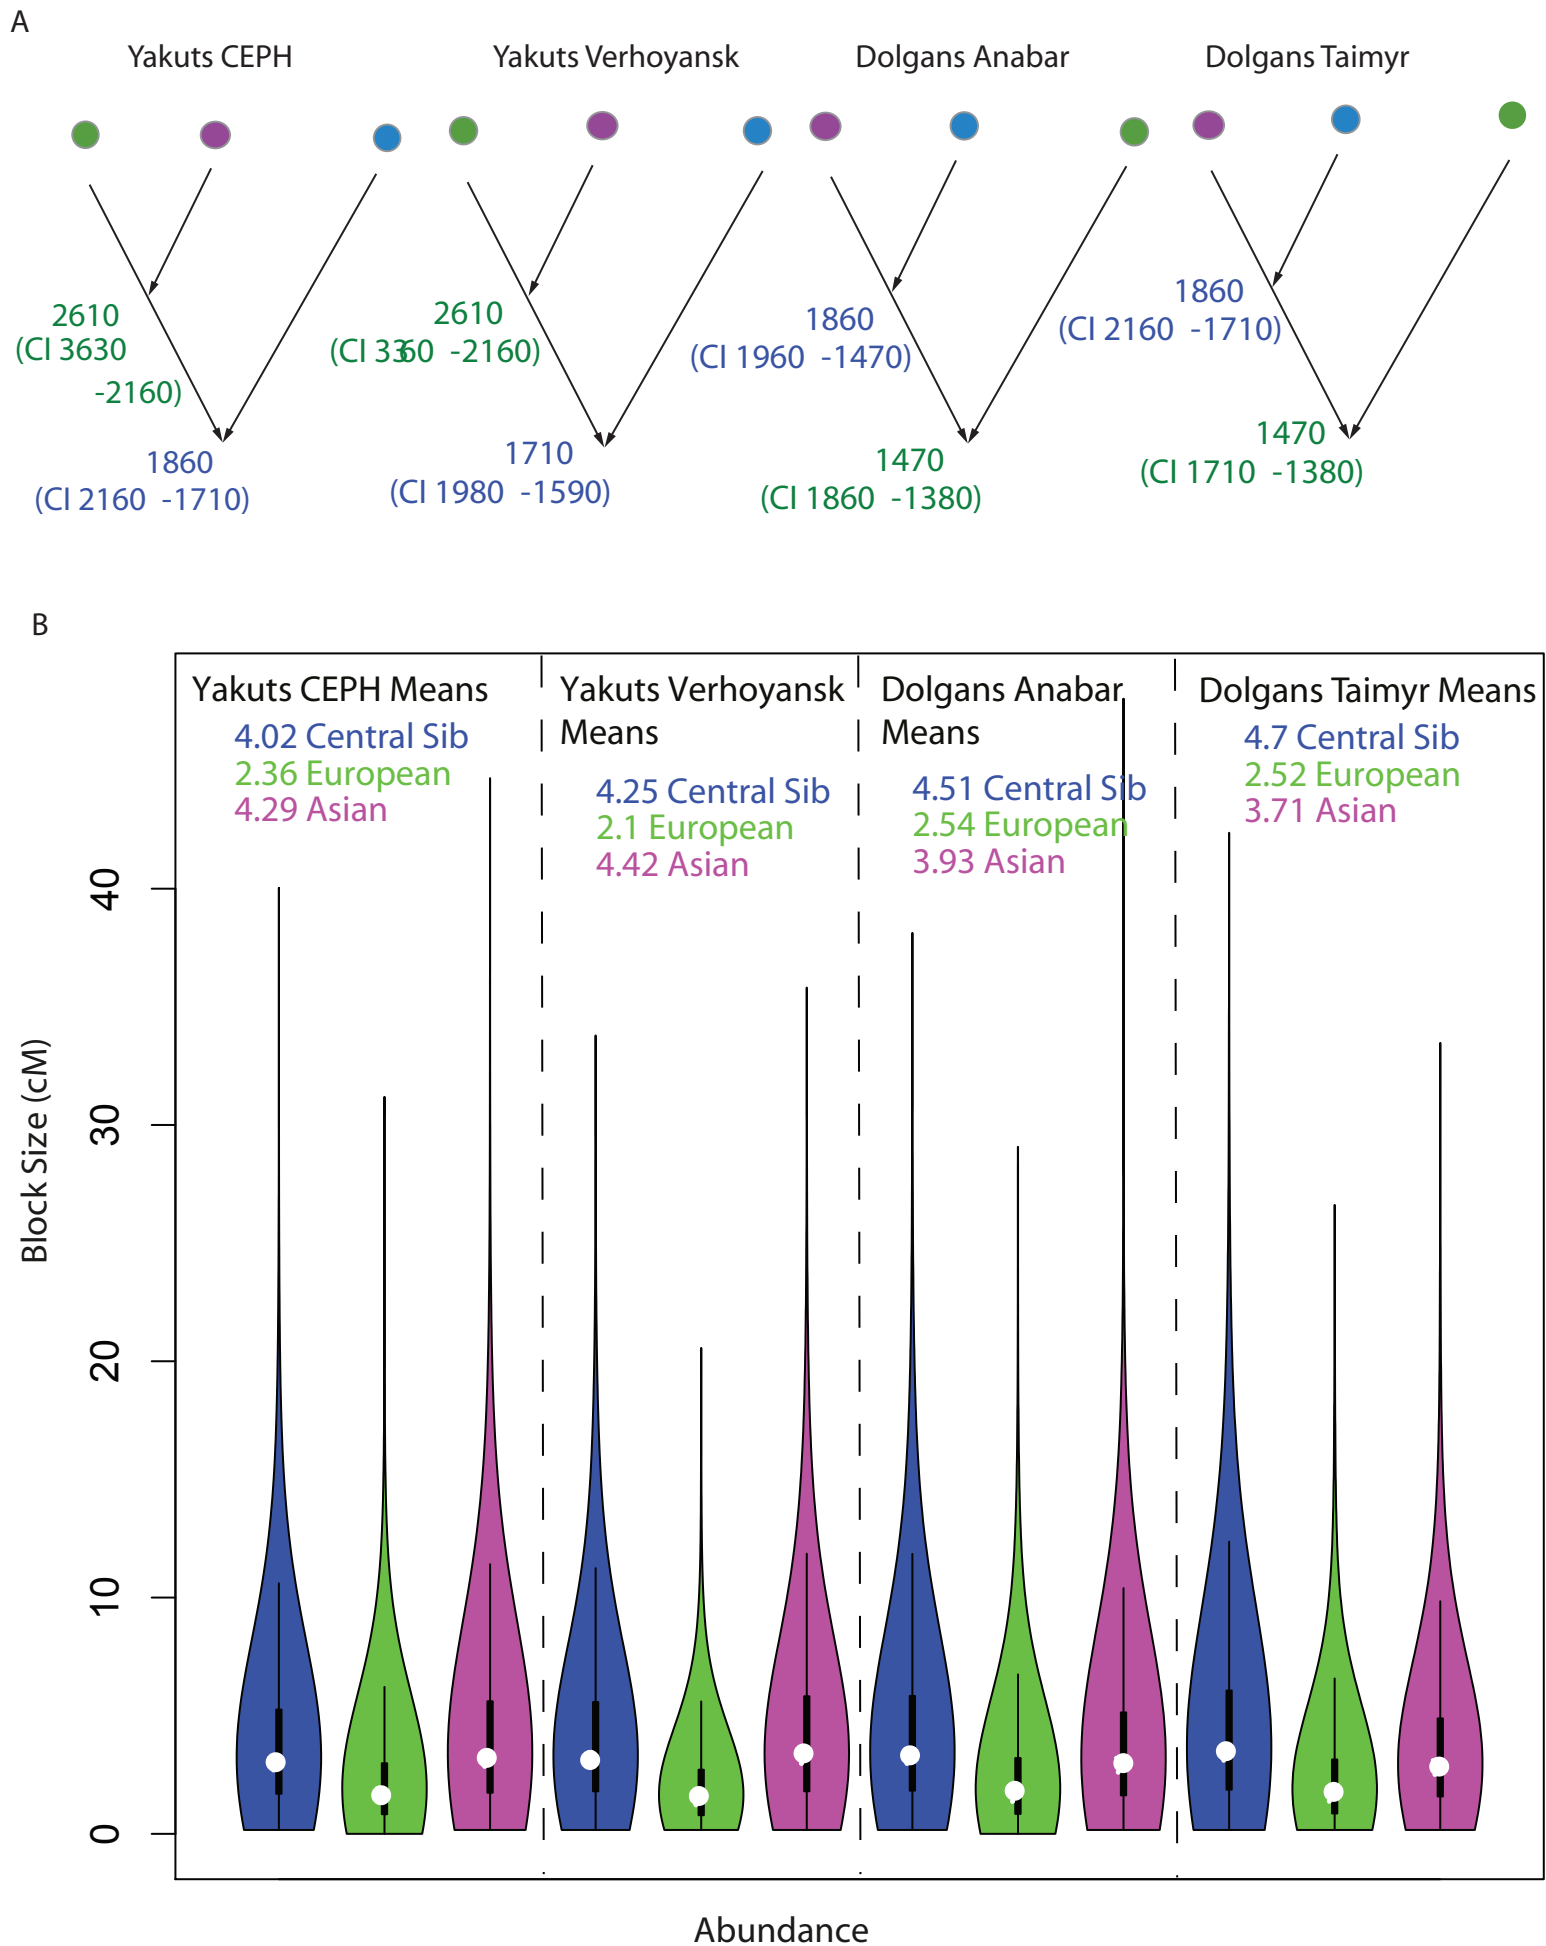 A
Yakuts CEPH
Yakuts Verhoyansk
Dolgans Anabar
Dolgans Taimyr
2610
(CI 3630
-2160)
1860
(CI 2160 -1710)
2610
(CI 3360 -2160)
1710
(CI 1980 -1590)
1860
(CI 1960 -1470)
1470
(CI 1860 -1380)
1860
(CI 2160 -1710)
1470
(CI 1710 -1380)
B
Yakuts CEPH Means
4.02 Central Sib
2.36 European
4.29 Asian
Yakuts Verhoyansk
Means
4.25 Central Sib
2.1 European
4.42 Asian
Dolgans Anabar
Means
4.51 Central Sib
2.54 European
3.93 Asian
Dolgans Taimyr Means
4.7 Central Sib
2.52 European
3.71 Asian
Block Size (cM)
40
30
20
10
0
Abundance